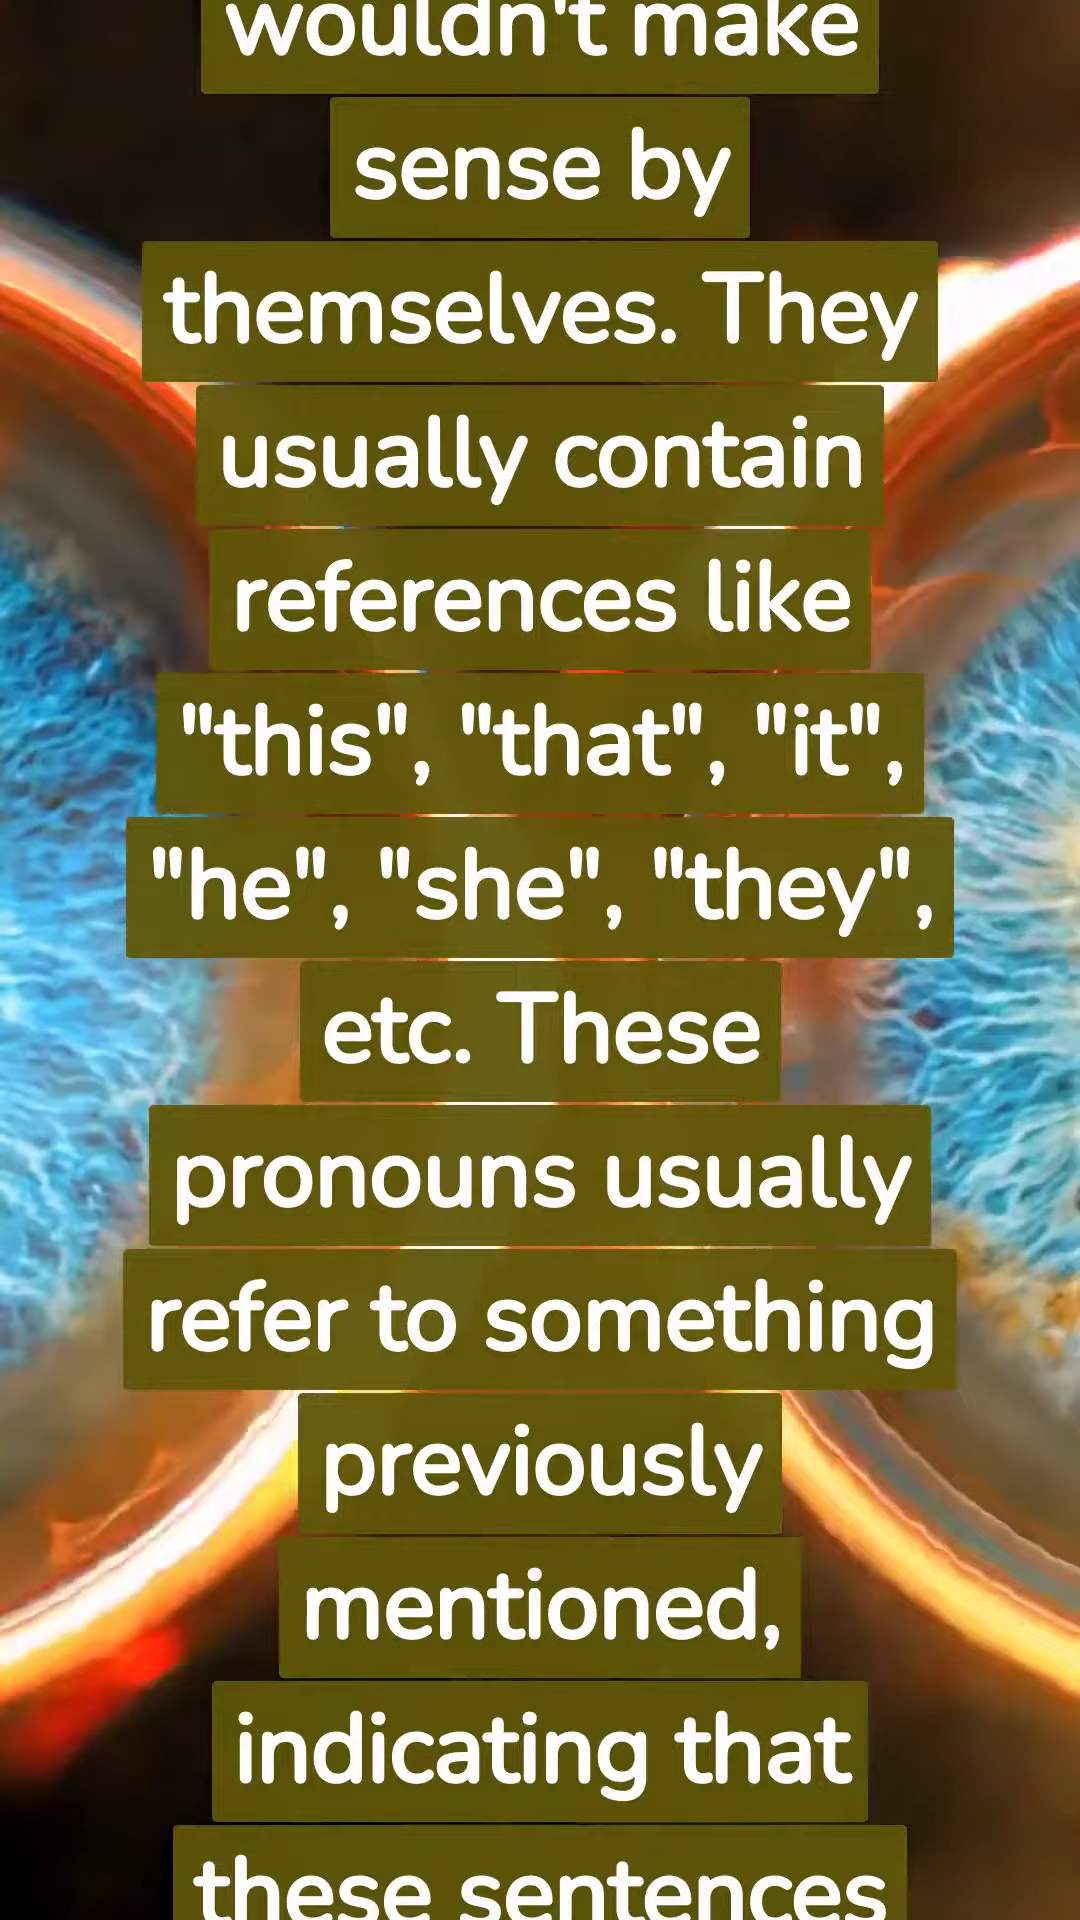 wouldn't make
sense by
themselves. They
usually contain
references like
"this", "that", "it",
"he", "she", "they",
etc. These
pronouns usually
refer to something
previously
mentioned,
indicating that
these sentences